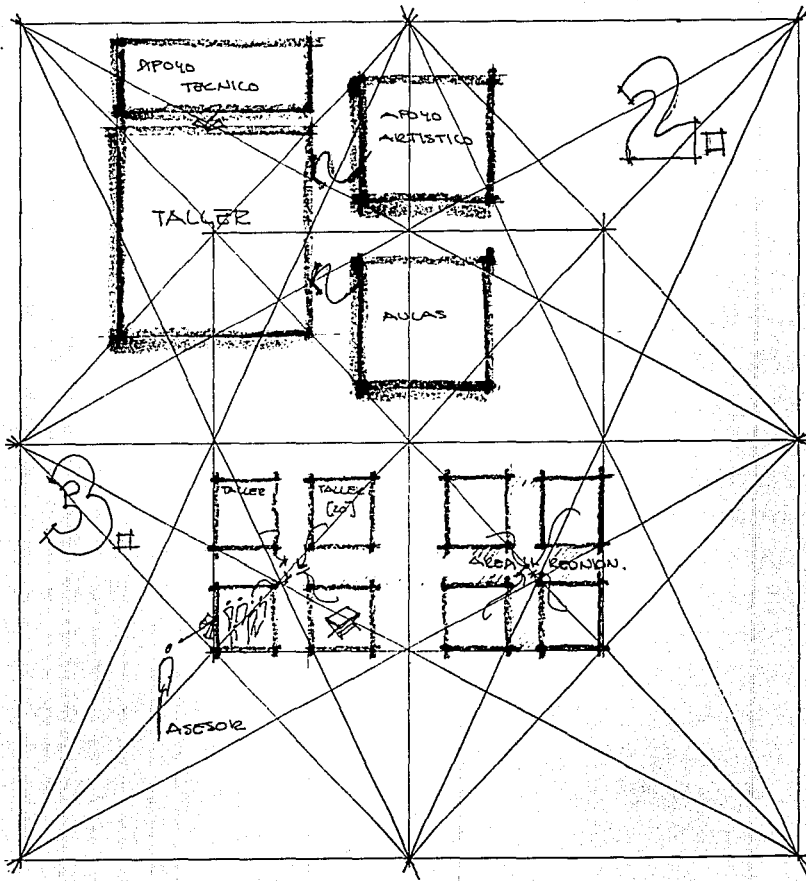 APOYO
TECNICO
APOYO
ARTISTICO
2
TALLER
AULAS
3
TALLER
TALLER
[20]
AREA REUNION.
ASESOR